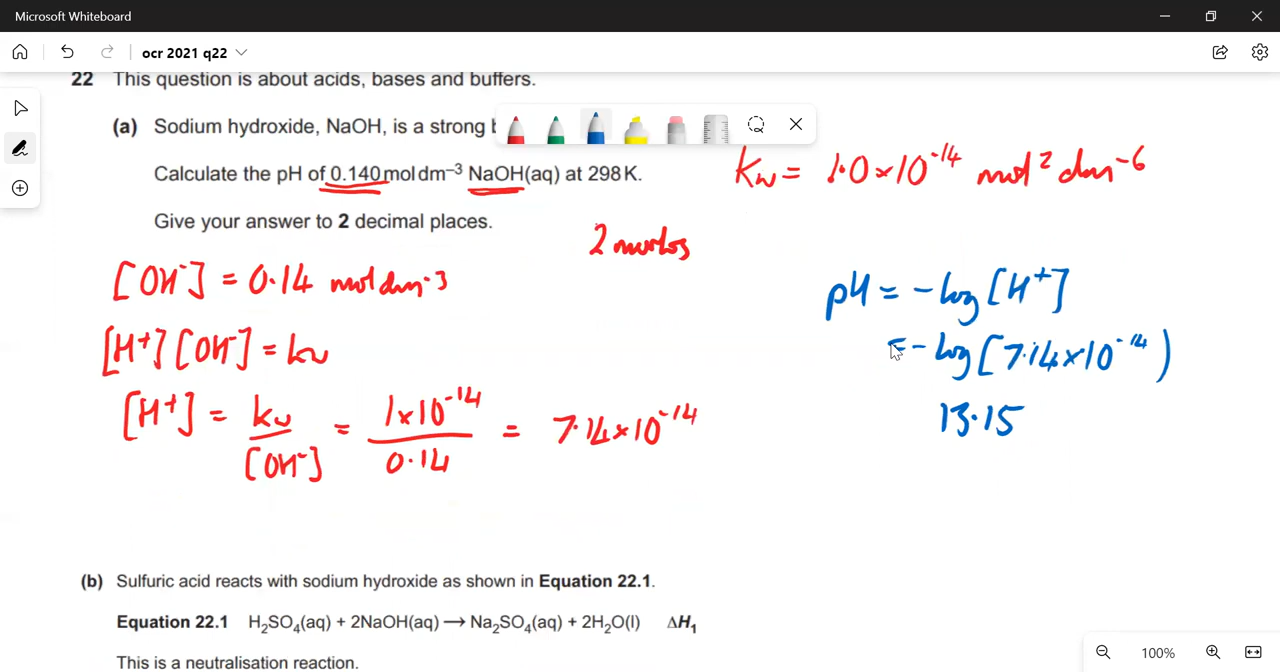 Microsoft Whiteboard
ocr 2021 q22
22 This question is about acids, bases and buffers.
(a) Sodium hydroxide, NaOH, is a strong b
Calculate the pH of 0.140 mol dm–3 NaOH(aq) at 298 K.
Kw = 1.0×10-14 mol2 dm-6
Give your answer to 2 decimal places.
2 marks
[OH-] = 0.14 mol dm-3
pH = -log[H+]
[H+][OH-] = kw
= -log[7.14×10-14)
[H+] = kw/[OH-] = 1×10-14/0.14 = 7.14×10-14
13.15
(b) Sulfuric acid reacts with sodium hydroxide as shown in Equation 22.1.
Equation 22.1 H2SO4(aq) + 2NaOH(aq) → Na2SO4(aq) + 2H2O(l) ΔH1
This is a neutralisation reaction.
100%